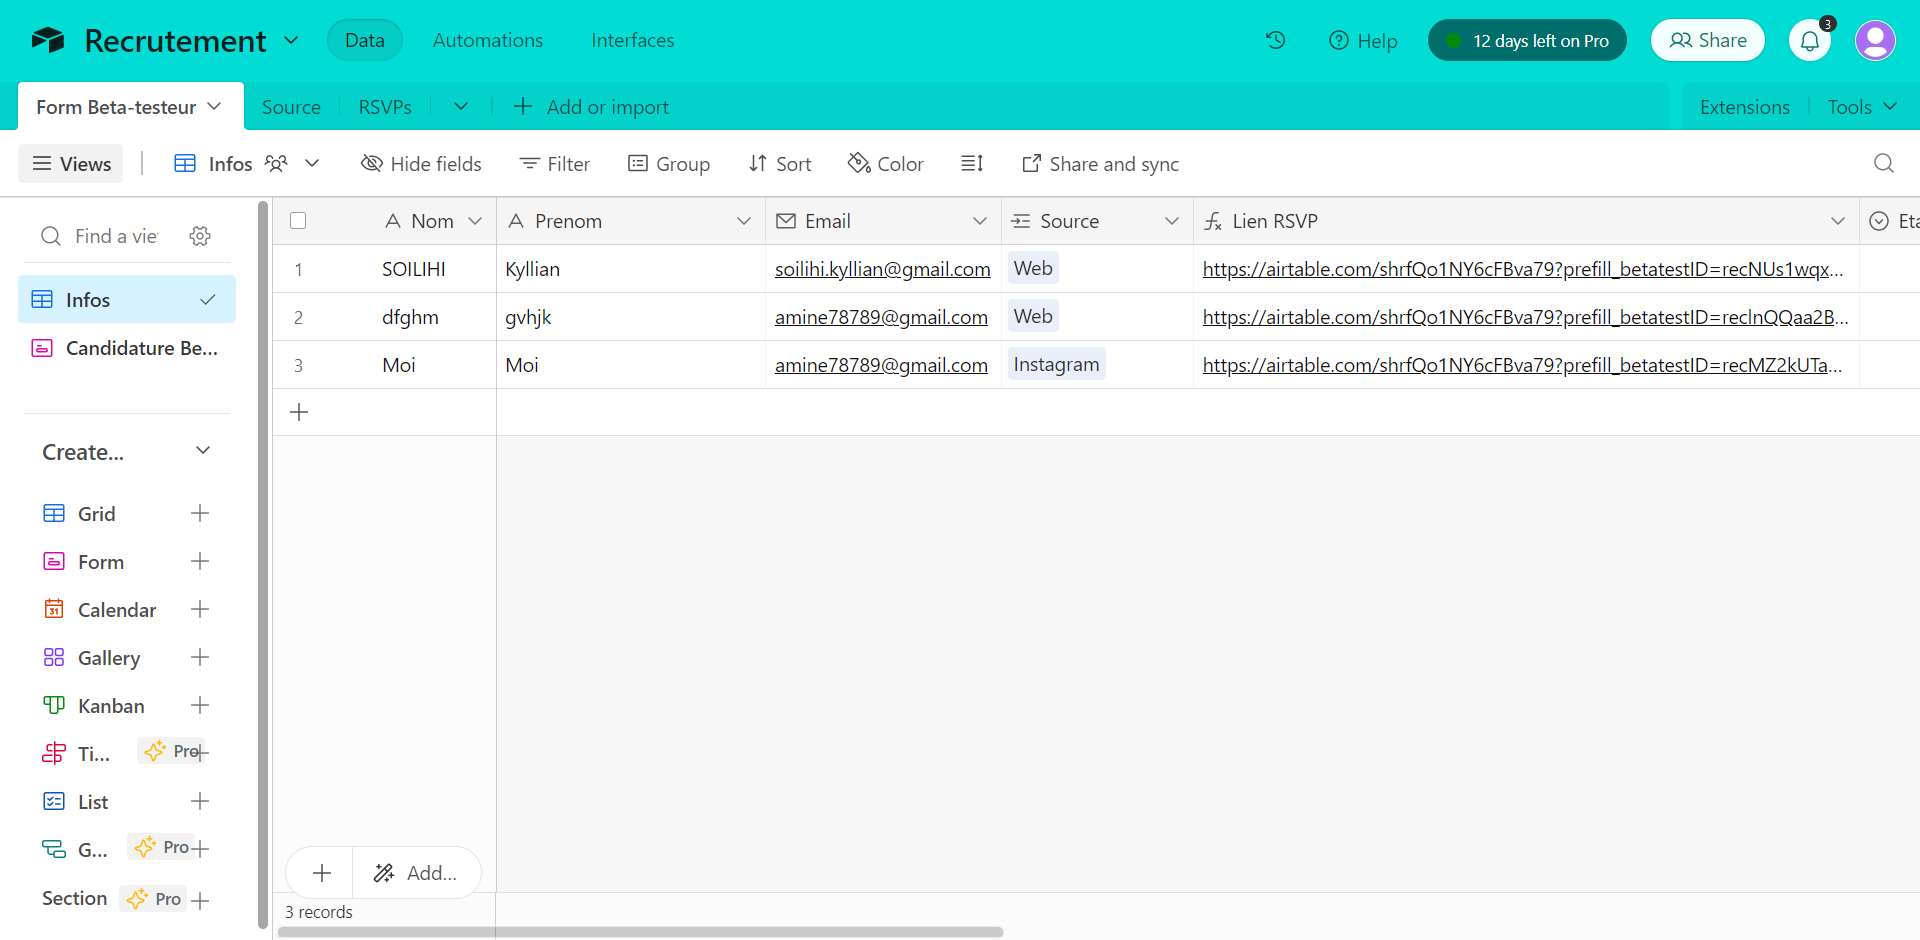 Recrutement
Data
Automations
Interfaces
Help
12 days left on Pro
Share
3
Form Beta-testeur
Source
RSVPs
Add or import
Extensions
Tools
Views
Infos
Hide fields
Filter
Group
Sort
Color
Share and sync
Find a vie
Infos
Candidature Be...
Create...
Grid
Form
Calendar
Gallery
Kanban
Ti... Pro
List
G... Pro
Section Pro
Nom Prenom Email Source Lien RSVP Eta
1 SOILIHI Kyllian soilihi.kyllian@gmail.com Web https://airtable.com/shrfQo1NY6cFBva79?prefill_betatestID=recNUs1wqx...
2 dfghm gvhjk amine78789@gmail.com Web https://airtable.com/shrfQo1NY6cFBva79?prefill_betatestID=recInQQaa2B...
3 Moi Moi amine78789@gmail.com Instagram https://airtable.com/shrfQo1NY6cFBva79?prefill_betatestID=recMZ2kUTa...
Add...
3 records